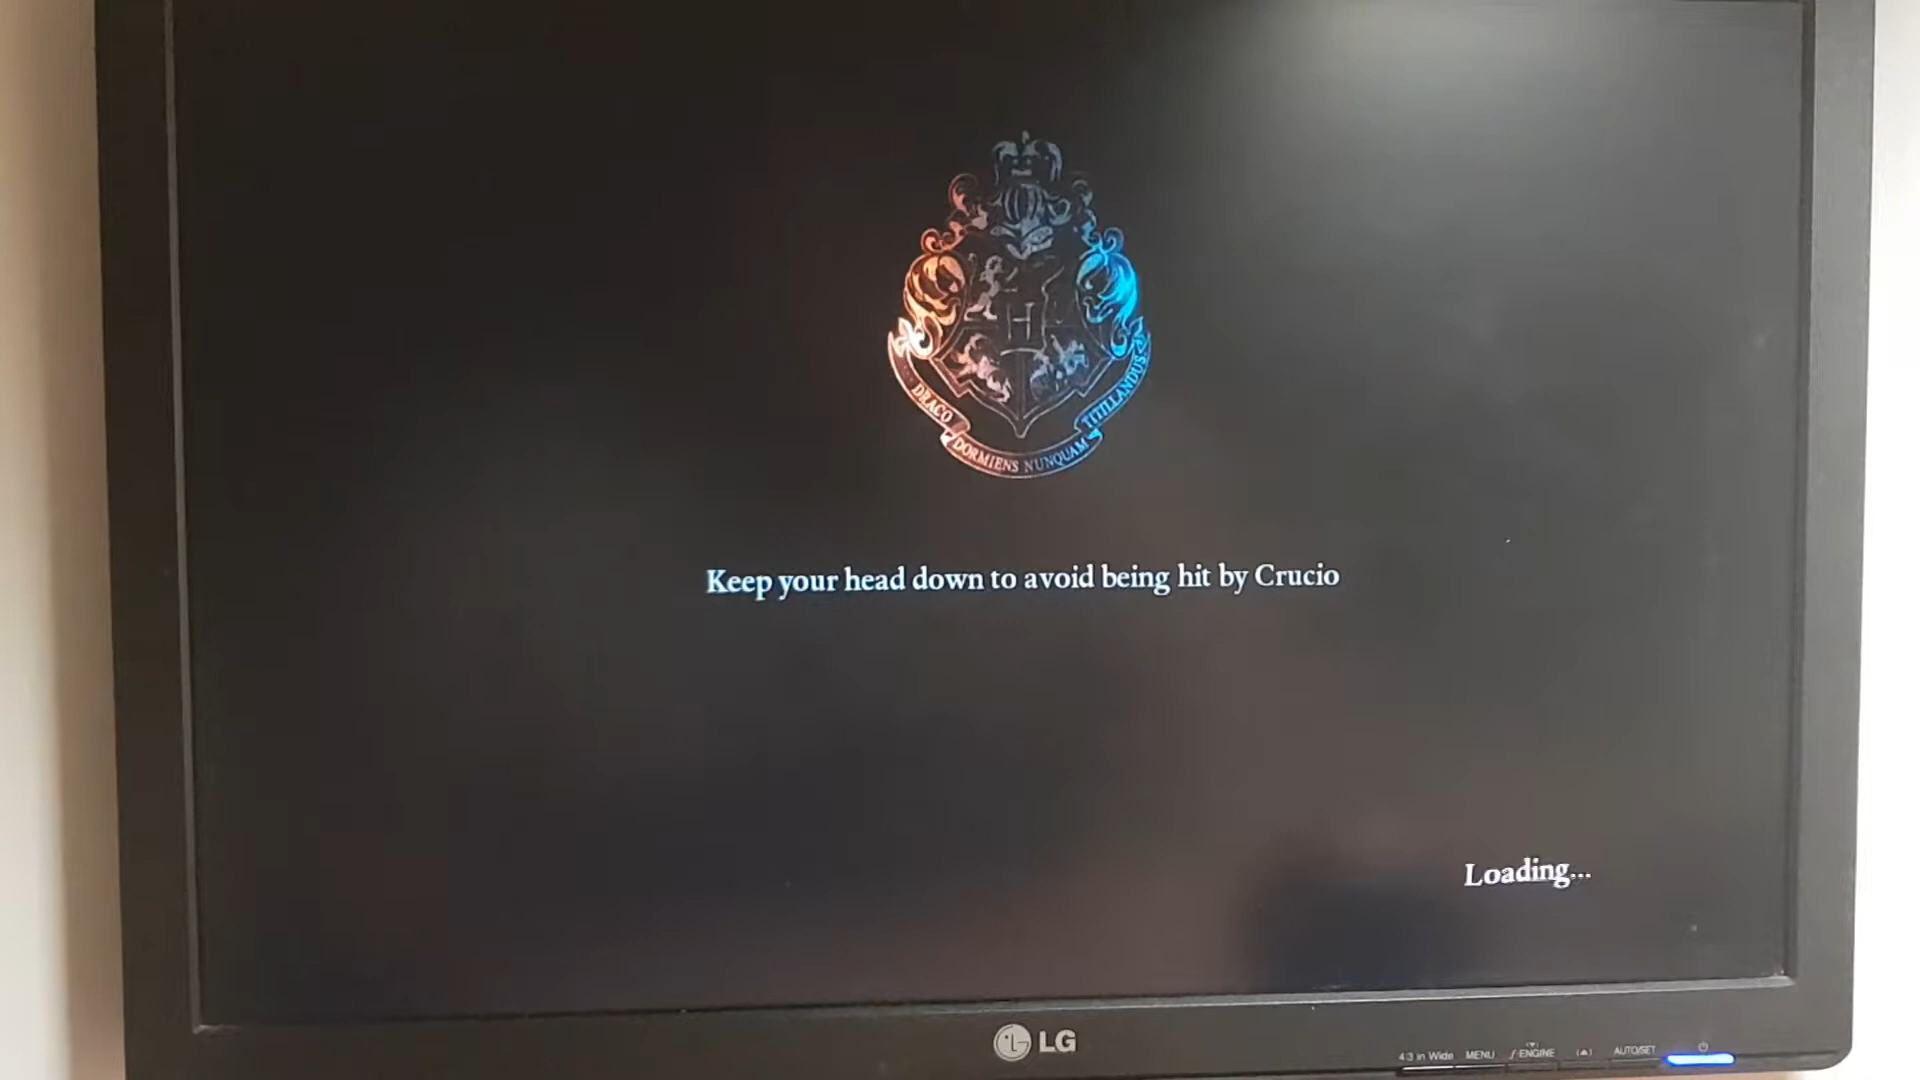 H
DRACO
DORMIENS NUNQUAM
TITILLANDUS
Keep your head down to avoid being hit by Crucio
Loading...
LG
4:3 in Wide MENU ƒ-ENGINE AUTO/SET